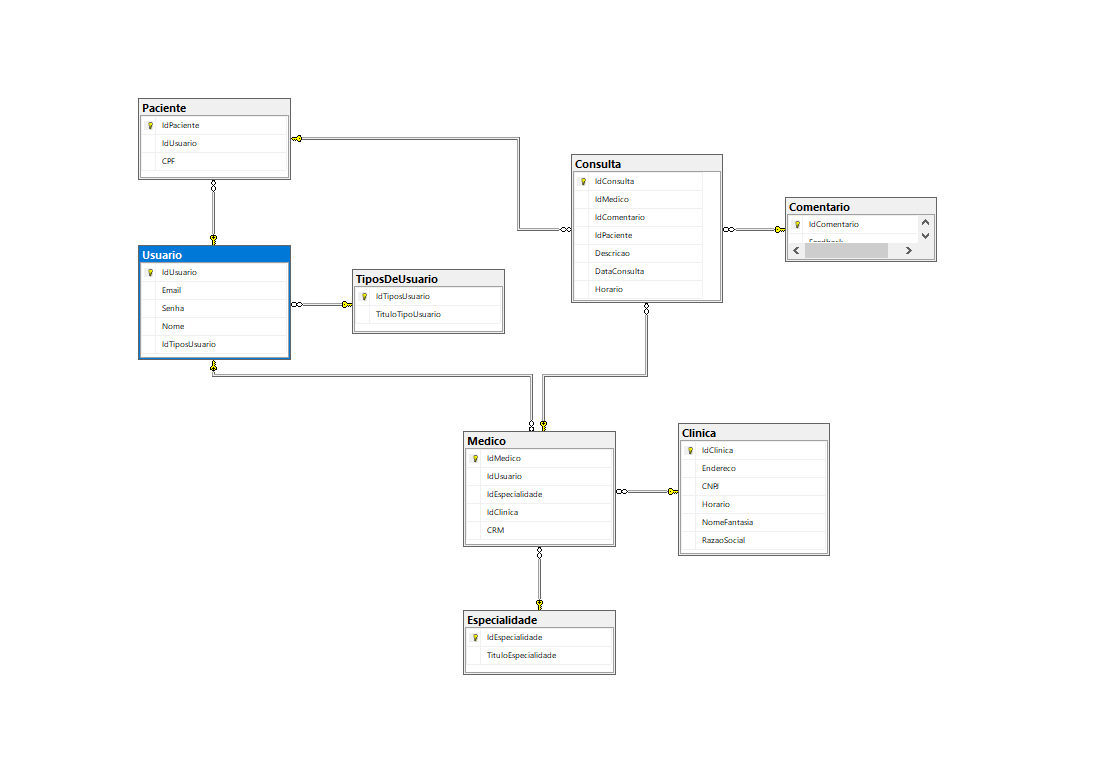 Paciente
IdPaciente
IdUsuario
CPF
Usuario
IdUsuario
Email
Senha
Nome
IdTiposUsuario
TiposDeUsuario
IdTiposUsuario
TituloTipoUsuario
Consulta
IdConsulta
IdMedico
IdComentario
IdPaciente
Descricao
DataConsulta
Horario
Comentario
IdComentario
Medico
IdMedico
IdUsuario
IdEspecialidade
IdClinica
CRM
Clinica
IdClinica
Endereco
CNPJ
Horario
NomeFantasia
RazaoSocial
Especialidade
IdEspecialidade
TituloEspecialidade